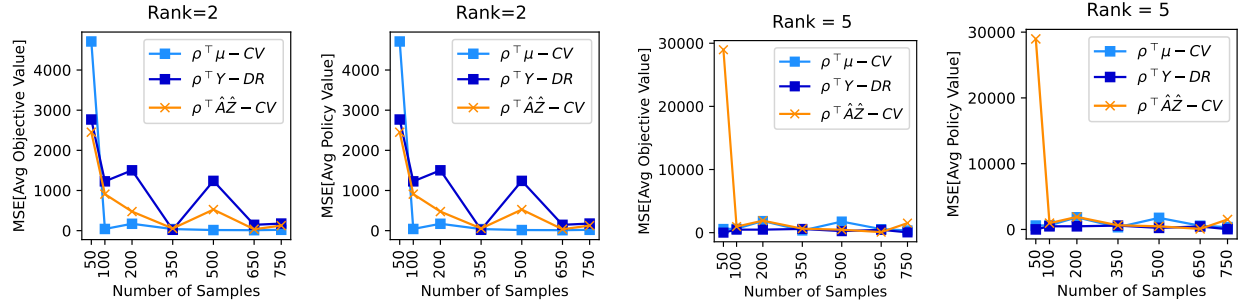 Rank=2
MSE[Avg Objective Value]
4000
3000
2000
1000
0
ρ⊤μ − CV
ρ⊤Y − DR
ρ⊤ÂẐ − CV
50
100
200
350
500
650
750
Number of Samples
Rank=2
MSE[Avg Policy Value]
4000
3000
2000
1000
0
ρ⊤μ − CV
ρ⊤Y − DR
ρ⊤ÂẐ − CV
50
100
200
350
500
650
750
Number of Samples
Rank = 5
MSE[Avg Objective Value]
30000
20000
10000
0
ρ⊤μ − CV
ρ⊤Y − DR
ρ⊤ÂẐ − CV
50
100
200
350
500
650
750
Number of Samples
Rank = 5
MSE[Avg Policy Value]
30000
20000
10000
0
ρ⊤μ − CV
ρ⊤Y − DR
ρ⊤ÂẐ − CV
50
100
200
350
500
650
750
Number of Samples